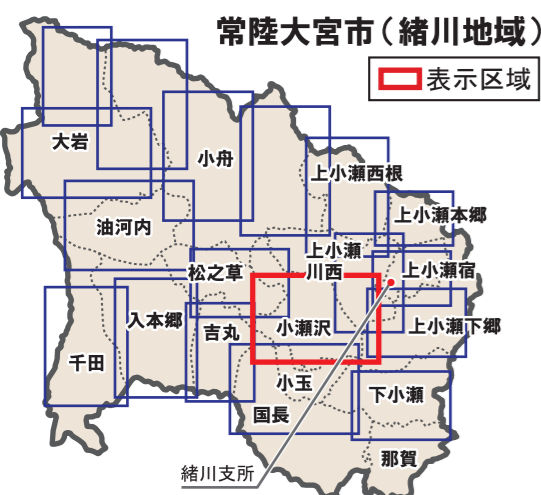 常陸大宮市（緒川地域）
表示区域
大岩
小舟
上小瀬西根
上小瀬本郷
油河内
上小瀬
川西
松之草
上小瀬宿
入本郷
吉丸
小瀬沢
上小瀬下郷
千田
小玉
下小瀬
国長
那賀
緒川支所